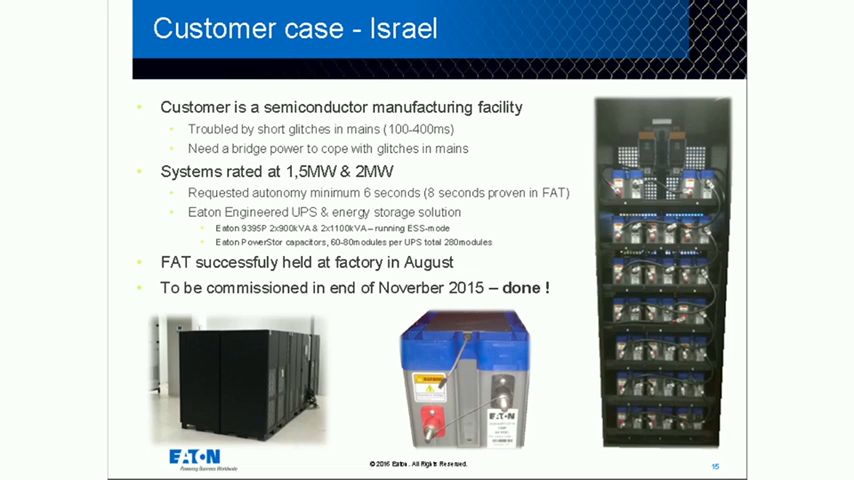 Customer case - Israel
• Customer is a semiconductor manufacturing facility
• Troubled by short glitches in mains (100-400ms)
• Need a bridge power to cope with glitches in mains
• Systems rated at 1,5MW & 2MW
• Requested autonomy minimum 6 seconds (8 seconds proven in FAT)
• Eaton Engineered UPS & energy storage solution
• Eaton 9395P 2x900kVA & 2x1100kVA – running ESS-mode
• Eaton PowerStor capacitors, 60-80modules per UPS total 280modules
• FAT successfuly held at factory in August
• To be commissioned in end of Noverber 2015 – done !
WARNING
EATON
EATON
Powering Business Worldwide
© 2016 Eaton. All Rights Reserved.
15